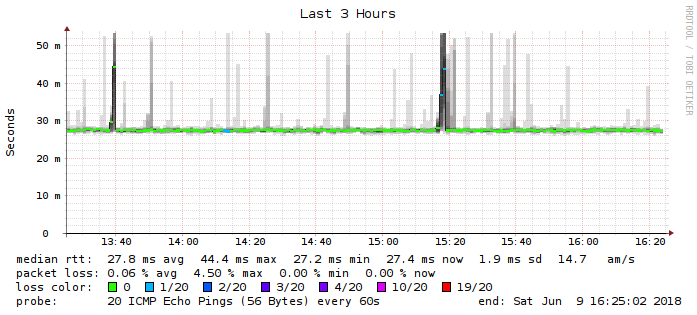 Last 3 Hours
RRDTOOL / TOBI OETIKER
Seconds
50 m
40 m
30 m
20 m
10 m
0
13:40 14:00 14:20 14:40 15:00 15:20 15:40 16:00 16:20
median rtt: 27.8 ms avg 44.4 ms max 27.2 ms min 27.4 ms now 1.9 ms sd 14.7 am/s
packet loss: 0.06 % avg 4.50 % max 0.00 % min 0.00 % now
loss color: 0 1/20 2/20 3/20 4/20 10/20 19/20
probe: 20 ICMP Echo Pings (56 Bytes) every 60s end: Sat Jun 9 16:25:02 2018